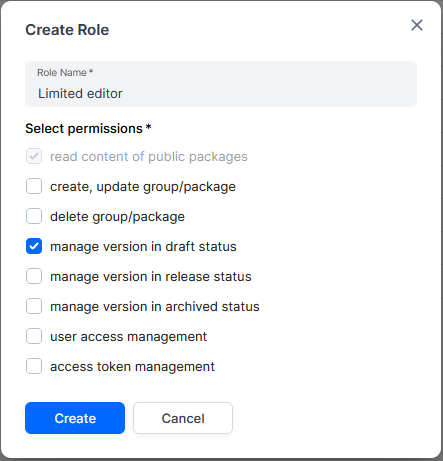 Create Role
Role Name *
Limited editor
Select permissions *
read content of public packages
create, update group/package
delete group/package
manage version in draft status
manage version in release status
manage version in archived status
user access management
access token management
Create
Cancel